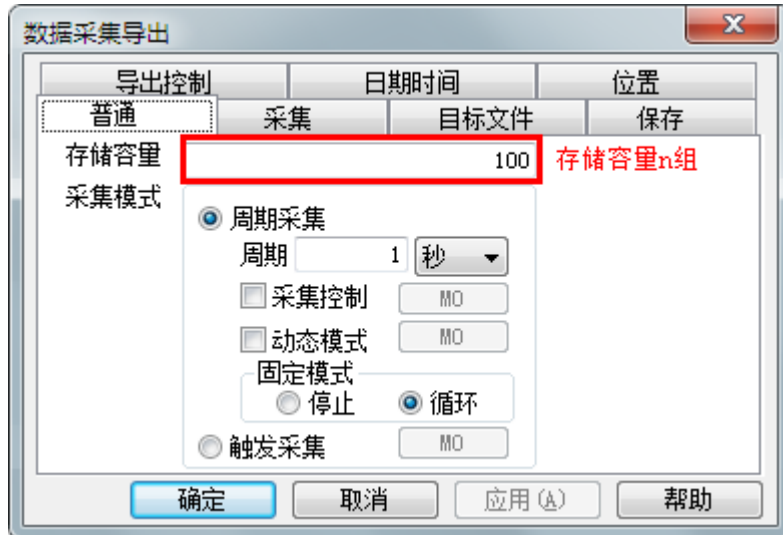 数据采集导出
导出控制 日期时间 位置
普通 采集 目标文件 保存
存储容量 100 存储容量n组
采集模式
周期采集
周期 1 秒
采集控制 M0
动态模式 M0
固定模式
停止 循环
触发采集 M0
确定 取消 应用(A) 帮助